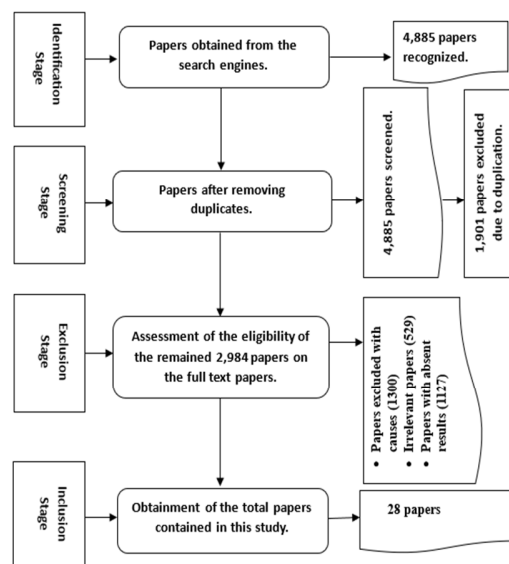 Identification
Stage
Papers obtained from the
search engines.
4,885 papers
recognized.
Screening
Stage
Papers after removing
duplicates.
4,885 papers screened.
1,901 papers excluded
due to duplication.
Exclusion
Stage
Assessment of the eligibility of
the remained 2,984 papers on
the full text papers.
• Papers excluded with
causes (1300)
• Irrelevant papers (529)
• Papers with absent
results (1127)
Inclusion
Stage
Obtainment of the total papers
contained in this study.
28 papers